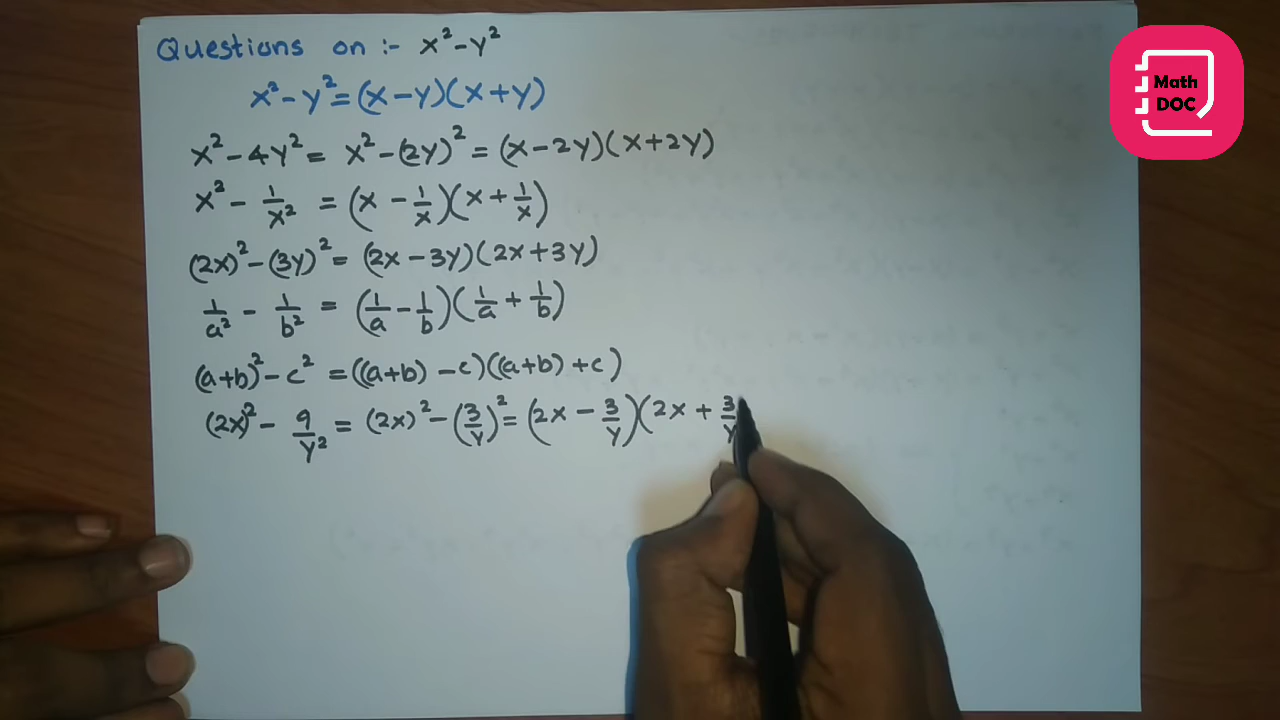 Questions on :- x² - y²
x² - y² = (x - y)(x + y)
x² - 4y² = x² - (2y)² = (x - 2y)(x + 2y)
x² - 1/x² = (x - 1/x)(x + 1/x)
(2x)² - (3y)² = (2x - 3y)(2x + 3y)
1/a² - 1/b² = (1/a - 1/b)(1/a + 1/b)
(a+b)² - c² = ((a+b) - c)((a+b) + c)
(2x)² - 9/y² = (2x)² - (3/y)² = (2x - 3/y)(2x + 3/y
Math
DOC